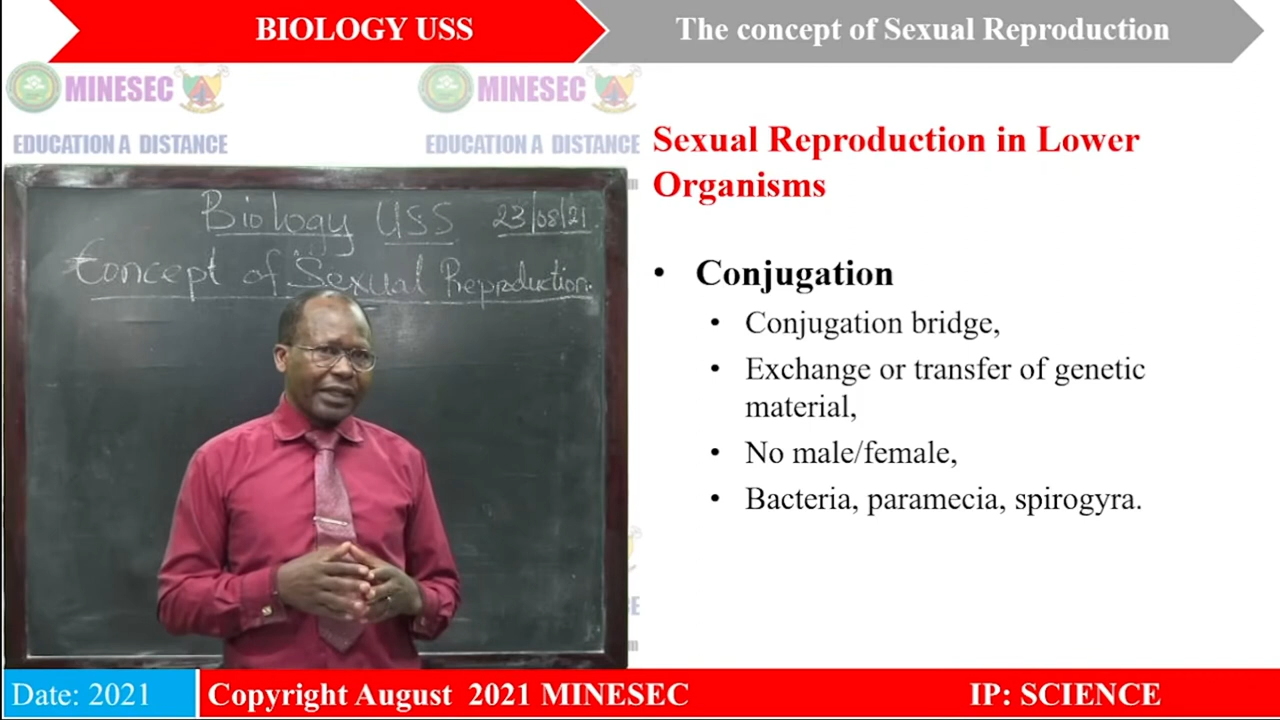 BIOLOGY USS
The concept of Sexual Reproduction
MINESEC
MINESEC
EDUCATION A DISTANCE
EDUCATION A DISTANCE
Biology USS 23/08/21
Concept of Sexual Reproduction
Sexual Reproduction in Lower
Organisms
• Conjugation
• Conjugation bridge,
• Exchange or transfer of genetic
material,
• No male/female,
• Bacteria, paramecia, spirogyra.
Date: 2021
Copyright August 2021 MINESEC
IP: SCIENCE